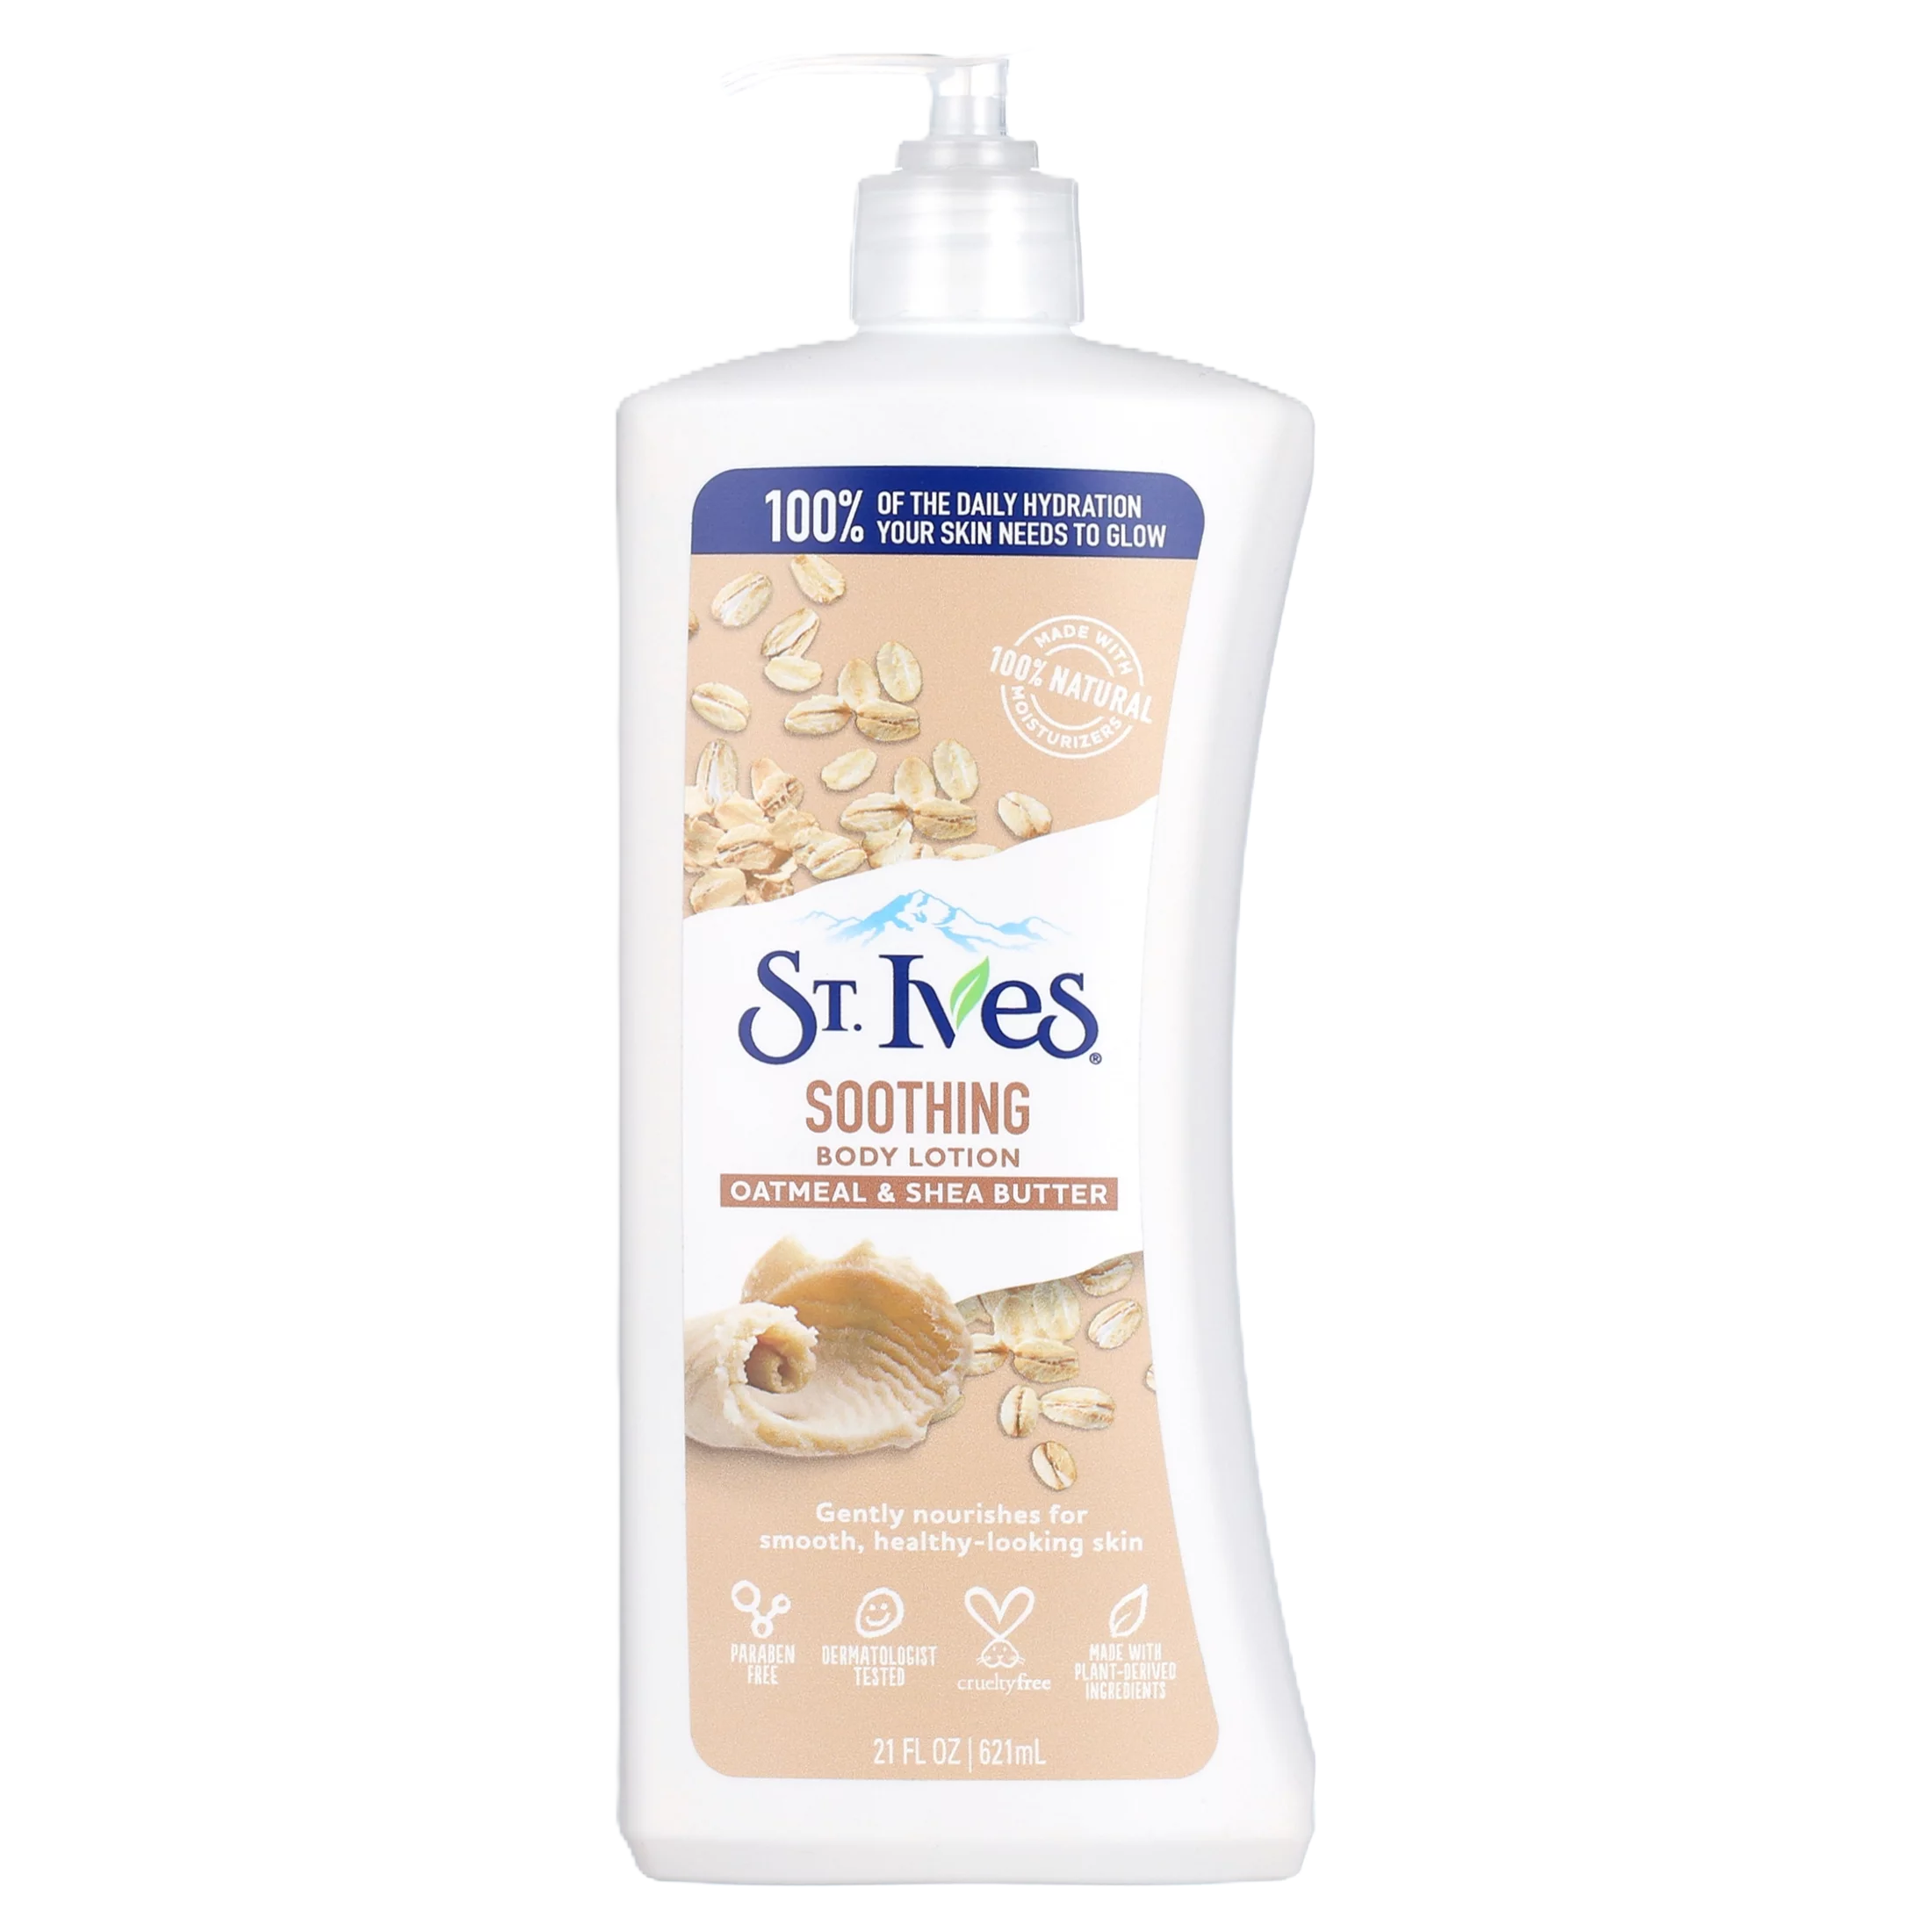 100% OF THE DAILY HYDRATION
YOUR SKIN NEEDS TO GLOW
MADE WITH
100% NATURAL
MOISTURIZERS
ST. IVES®
SOOTHING
BODY LOTION
OATMEAL & SHEA BUTTER
Gently nourishes for
smooth, healthy-looking skin
PARABEN
FREE
DERMATOLOGIST
TESTED
crueltyfree
MADE WITH
PLANT-DERIVED
INGREDIENTS
21 FL OZ | 621mL